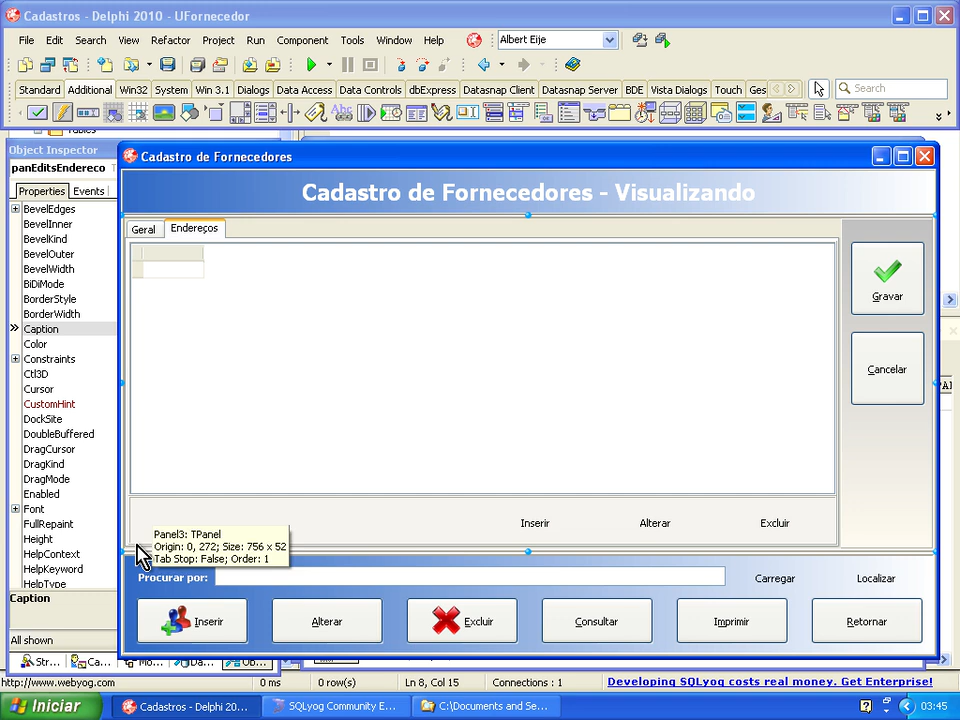 Cadastros - Delphi 2010 - UFornecedor
File Edit Search View Refactor Project Run Component Tools Window Help
Albert Eije
Standard Additional Win32 System Win 3.1 Dialogs Data Access Data Controls dbExpress Datasnap Client Datasnap Server BDE Vista Dialogs Touch Ges
Search
Tables
Object Inspector
panEditsEndereco
Properties Events
BevelEdges
BevelInner
BevelKind
BevelOuter
BevelWidth
BiDiMode
BorderStyle
BorderWidth
Caption
Color
Constraints
Ctl3D
Cursor
CustomHint
DockSite
DoubleBuffered
DragCursor
DragKind
DragMode
Enabled
Font
FullRepaint
Height
HelpContext
HelpKeyword
HelpType
Caption
All shown
Str... Ca... Mo... Da... Ob...
Cadastro de Fornecedores
Cadastro de Fornecedores - Visualizando
Geral Endereços
Gravar
Cancelar
Inserir Alterar Excluir
Panel3: TPanel
Origin: 0, 272; Size: 756 x 52
Tab Stop: False; Order: 1
Procurar por: Carregar Localizar
Inserir Alterar Excluir Consultar Imprimir Retornar
http://www.webyog.com 0 ms 0 row(s) Ln 8, Col 15 Connections : 1 Developing SQLyog costs real money. Get Enterprise!
Iniciar Cadastros - Delphi 20... SQLyog Community E... C:\Documents and Se... 03:45